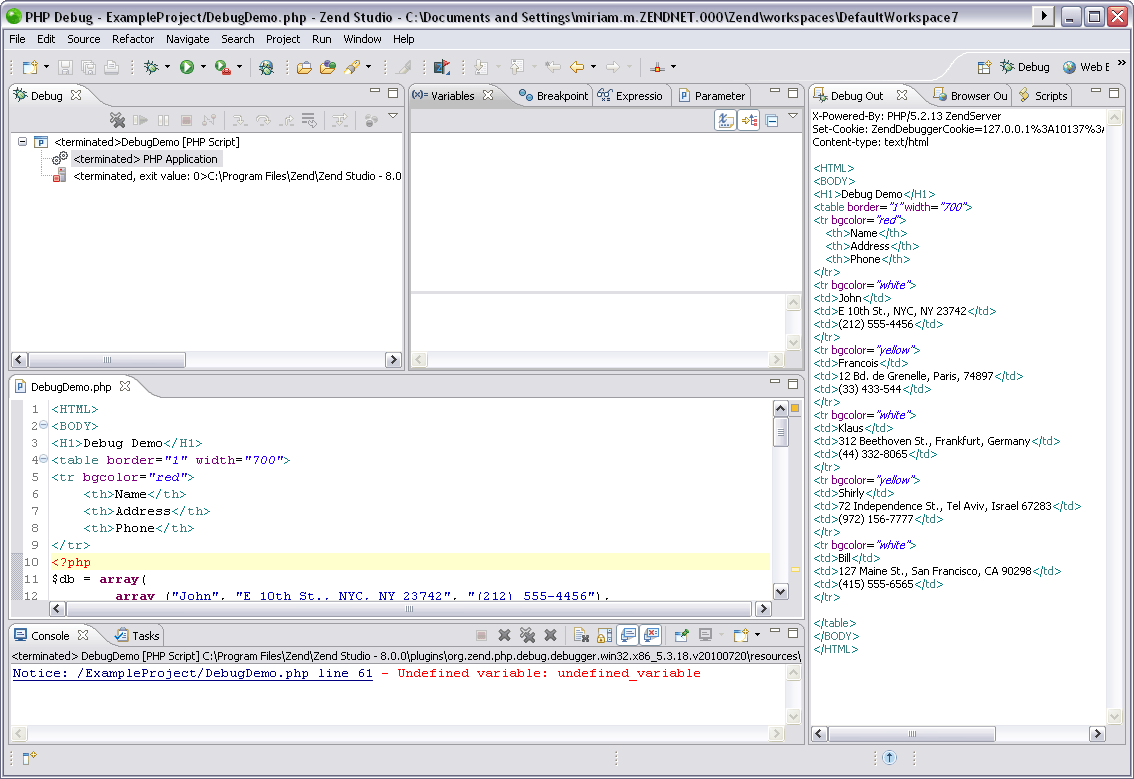 PHP Debug - ExampleProject/DebugDemo.php - Zend Studio - C:\Documents and Settings\miriam.m.ZENDNET.000\Zend\workspaces\DefaultWorkspace7
File Edit Source Refactor Navigate Search Project Run Window Help
Debug Web E
Debug
<terminated>DebugDemo [PHP Script]
<terminated> PHP Application
<terminated, exit value: 0>C:\Program Files\Zend\Zend Studio - 8.0
Variables Breakpoint Expressio Parameter
Debug Out Browser Ou Scripts
X-Powered-By: PHP/5.2.13 ZendServer
Set-Cookie: ZendDebuggerCookie=127.0.0.1%3A10137%3
Content-type: text/html
<HTML>
<BODY>
<H1>Debug Demo</H1>
<table border="1"width="700">
<tr bgcolor="red">
<th>Name</th>
<th>Address</th>
<th>Phone</th>
</tr>
<tr bgcolor="white">
<td>John</td>
<td>E 10th St., NYC, NY 23742</td>
<td>(212) 555-4456</td>
</tr>
<tr bgcolor="yellow">
<td>Francois</td>
<td>12 Bd. de Grenelle, Paris, 74897</td>
<td>(33) 433-544</td>
</tr>
<tr bgcolor="white">
<td>Klaus</td>
<td>312 Beethoven St., Frankfurt, Germany</td>
<td>(44) 332-8065</td>
</tr>
<tr bgcolor="yellow">
<td>Shirly</td>
<td>72 Independence St., Tel Aviv, Israel 67283</td>
<td>(972) 156-7777</td>
</tr>
<tr bgcolor="white">
<td>Bill</td>
<td>127 Maine St., San Francisco, CA 90298</td>
<td>(415) 555-6565</td>
</tr>
</table>
</BODY>
</HTML>
DebugDemo.php
1 <HTML>
2 <BODY>
3 <H1>Debug Demo</H1>
4 <table border="1" width="700">
5 <tr bgcolor="red">
6 <th>Name</th>
7 <th>Address</th>
8 <th>Phone</th>
9 </tr>
10 <?php
11 $db = array(
12 array ("John", "E 10th St., NYC, NY 23742", "(212) 555-4456"),
Console Tasks
<terminated> DebugDemo [PHP Script] C:\Program Files\Zend\Zend Studio - 8.0.0\plugins\org.zend.php.debug.debugger.win32.x86_5.3.18.v20100720\resources\
Notice: /ExampleProject/DebugDemo.php line 61 - Undefined variable: undefined_variable